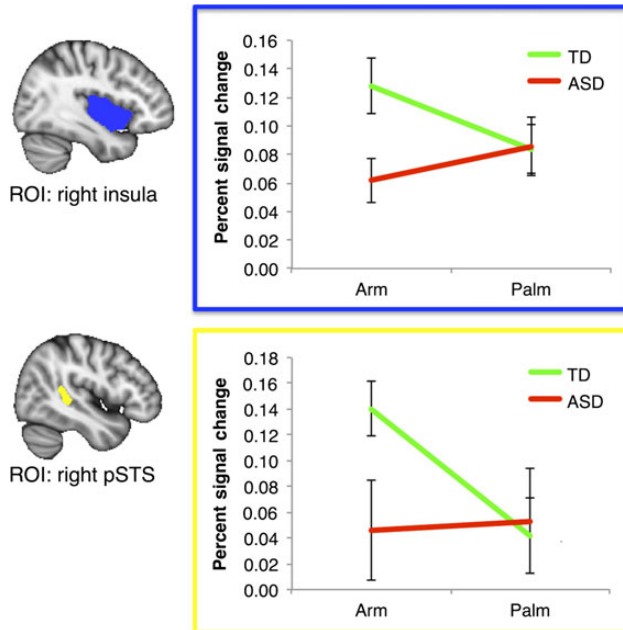 ROI: right insula
Percent signal change
0.16
0.14
0.12
0.10
0.08
0.06
0.04
0.02
0.00
TD
ASD
Arm Palm
ROI: right pSTS
Percent signal change
0.18
0.16
0.14
0.12
0.10
0.08
0.06
0.04
0.02
0.00
TD
ASD
Arm Palm